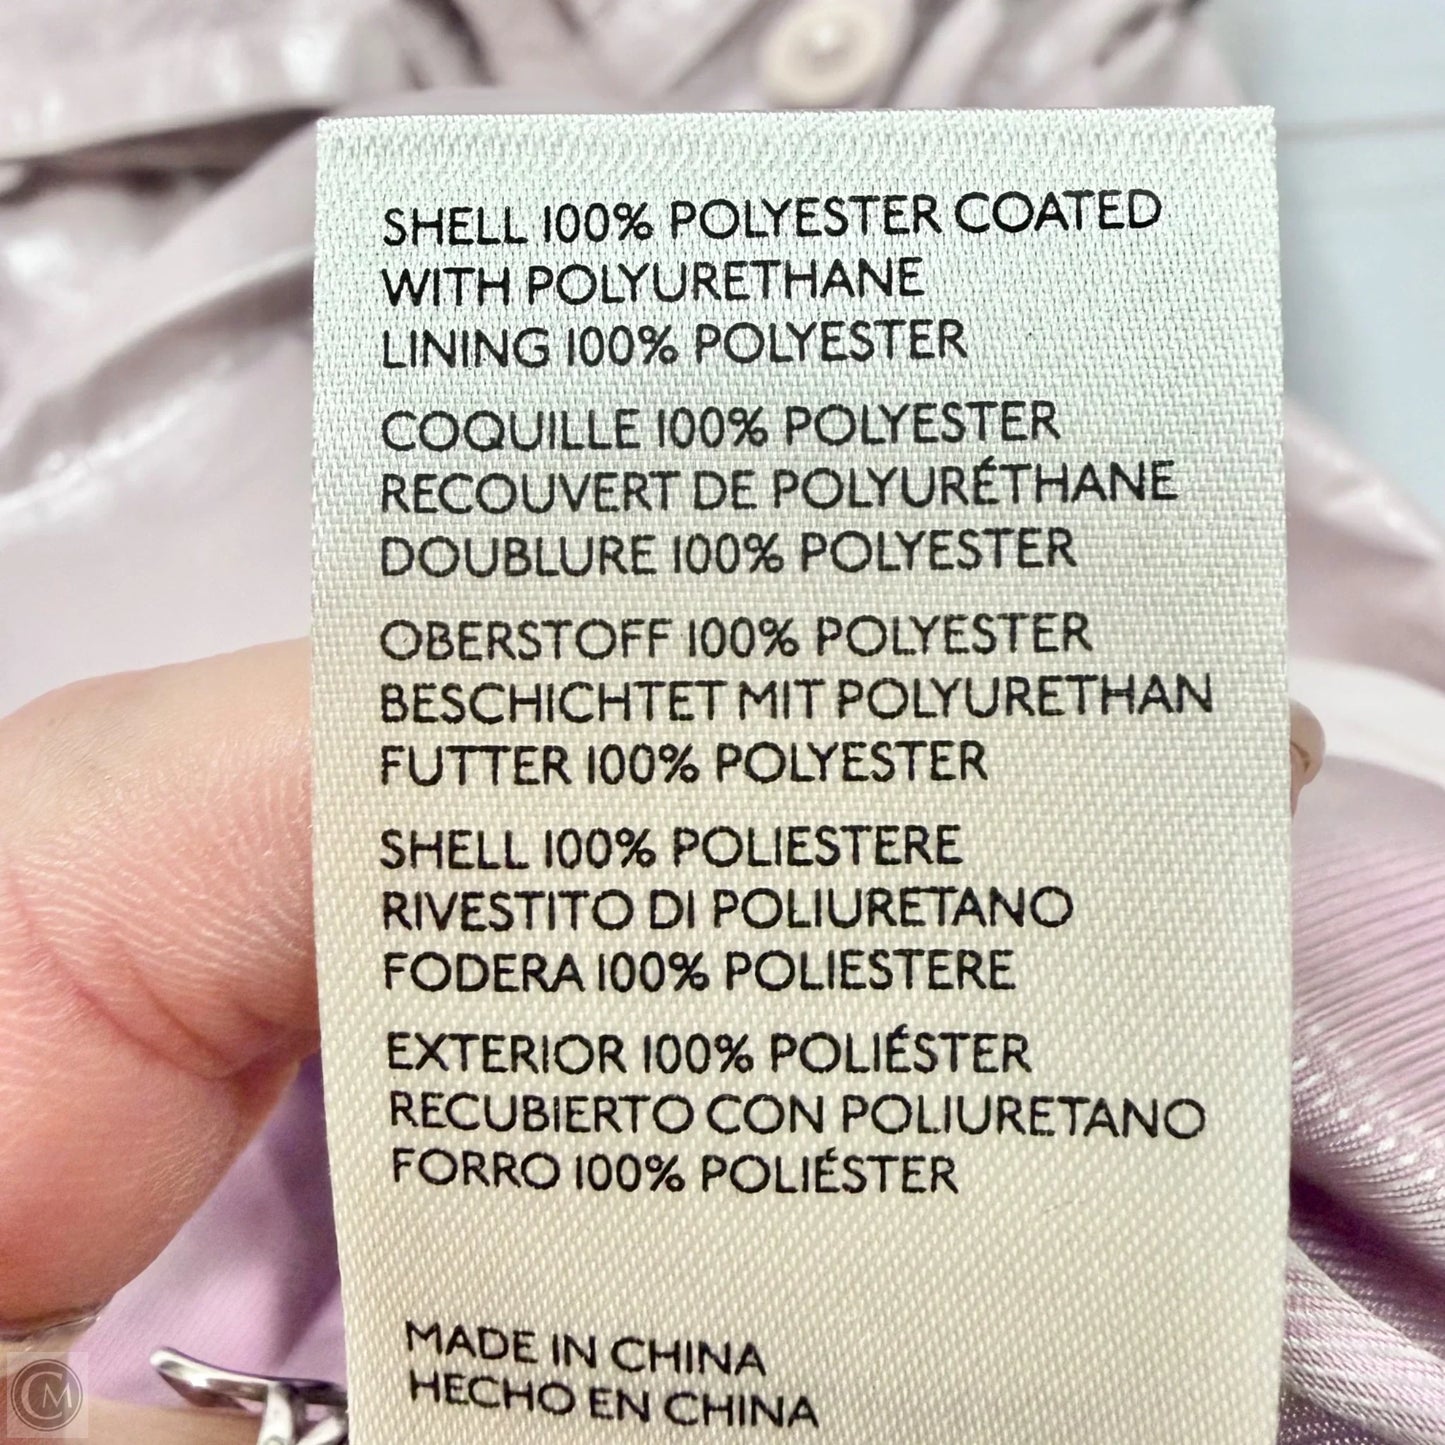 SHELL 100% POLYESTER COATED
WITH POLYURETHANE
LINING 100% POLYESTER
COQUILLE 100% POLYESTER
RECOUVERT DE POLYURÉTHANE
DOUBLURE 100% POLYESTER
OBERSTOFF 100% POLYESTER
BESCHICHTET MIT POLYURETHAN
FUTTER 100% POLYESTER
SHELL 100% POLIESTERE
RIVESTITO DI POLIURETANO
FODERA 100% POLIESTERE
EXTERIOR 100% POLIÉSTER
RECUBIERTO CON POLIURETANO
FORRO 100% POLIÉSTER
MADE IN CHINA
HECHO EN CHINA
CM